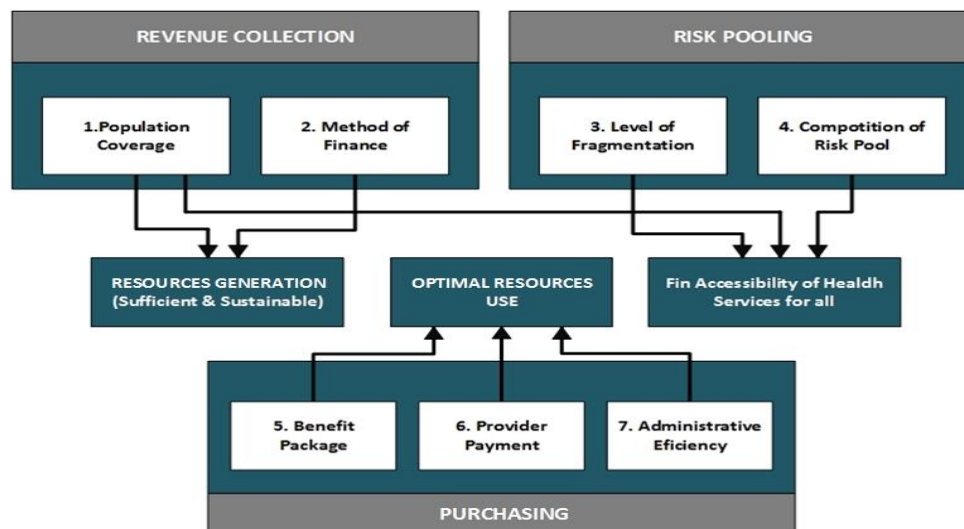 REVENUE COLLECTION
1.Population
Coverage
2. Method of
Finance
RISK POOLING
3. Level of
Fragmentation
4. Compotition of
Risk Pool
RESOURCES GENERATION
(Sufficient & Sustainable)
OPTIMAL RESOURCES
USE
Fin Accessibility of Healdh
Services for all
5. Benefit
Package
6. Provider
Payment
7. Administrative
Eficiency
PURCHASING